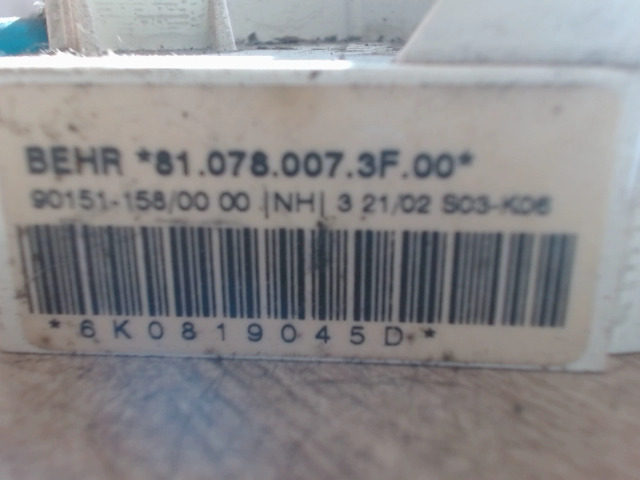 BEHR *81.078.007.3F.00*
90151-158/00 00 |NH| 3 21/02 S03-K06
*6K0819045D*